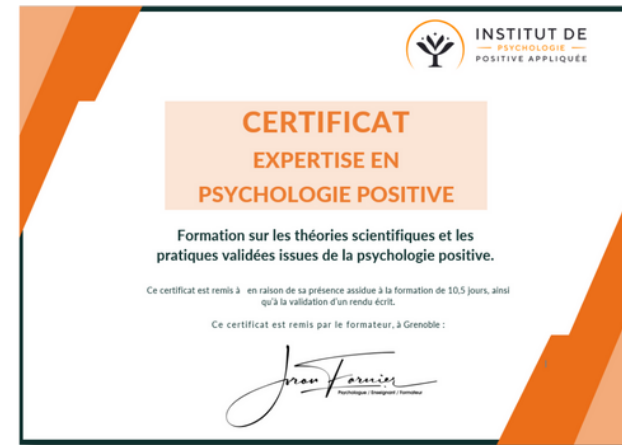 INSTITUT DE
PSYCHOLOGIE
POSITIVE APPLIQUÉE
CERTIFICAT
EXPERTISE EN
PSYCHOLOGIE POSITIVE
Formation sur les théories scientifiques et les
pratiques validées issues de la psychologie positive.
Ce certificat est remis à en raison de sa présence assidue à la formation de 10,5 jours, ainsi
qu'à la validation d'un rendu écrit.
Ce certificat est remis par le formateur, à Grenoble :
Psychologue / Enseignant / Formateur